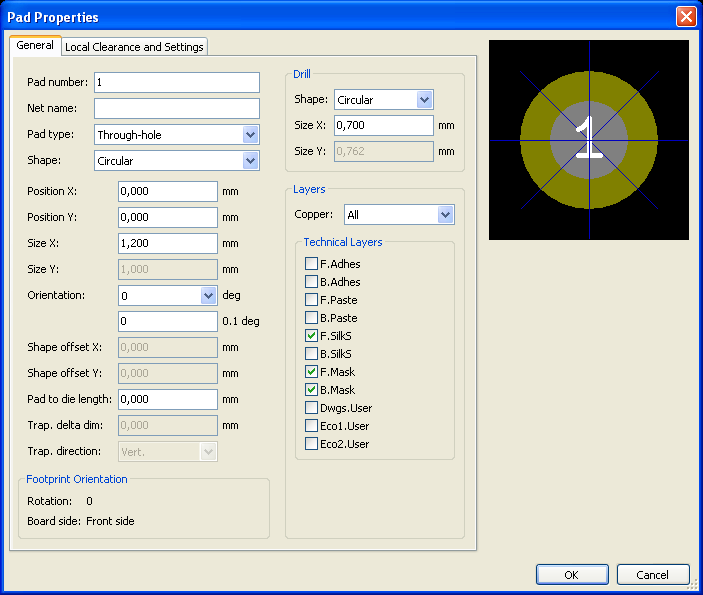 Pad Properties
General
Local Clearance and Settings
Pad number: 1
Net name:
Pad type: Through-hole
Shape: Circular
Position X: 0,000 mm
Position Y: 0,000 mm
Size X: 1,200 mm
Size Y: 1,000 mm
Orientation: 0 deg
0 0.1 deg
Shape offset X: 0,000 mm
Shape offset Y: 0,000 mm
Pad to die length: 0,000 mm
Trap. delta dim: 0,000 mm
Trap. direction: Vert.
Footprint Orientation
Rotation: 0
Board side: Front side
Drill
Shape: Circular
Size X: 0,700 mm
Size Y: 0,762 mm
Layers
Copper: All
Technical Layers
F.Adhes
B.Adhes
F.Paste
B.Paste
F.SilkS
B.SilkS
F.Mask
B.Mask
Dwgs.User
Eco1.User
Eco2.User
1
OK
Cancel